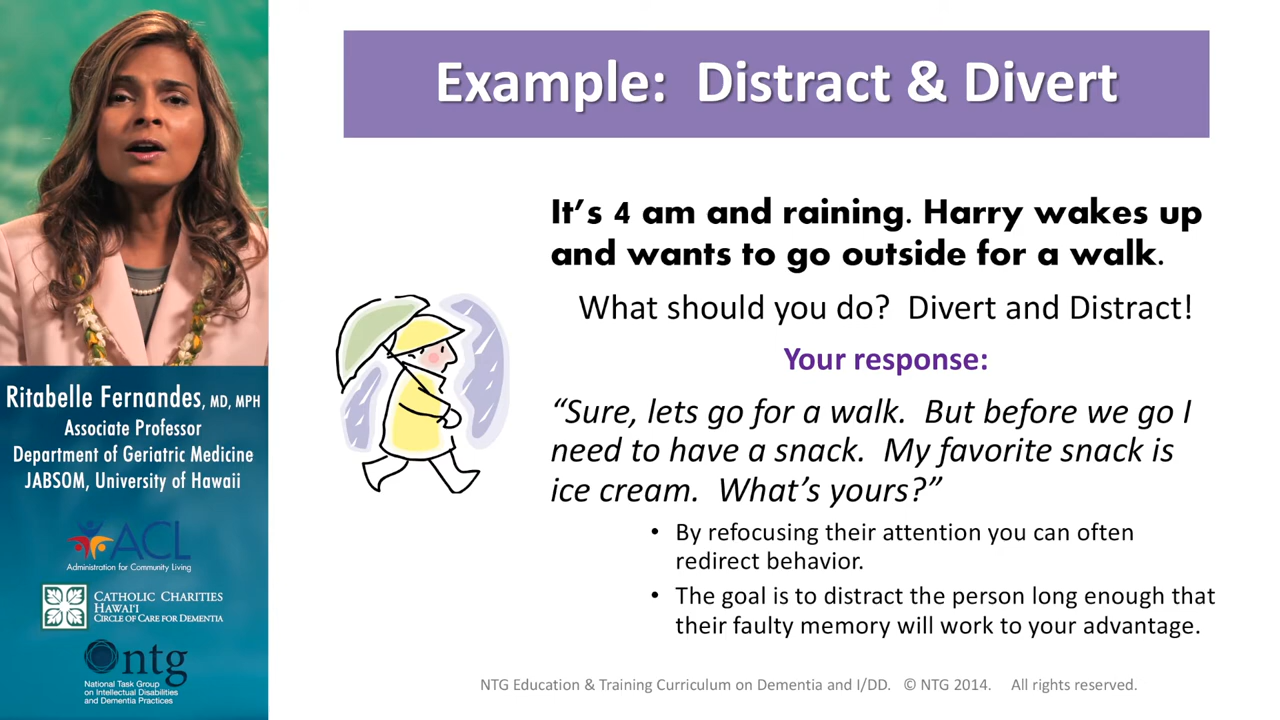 Example: Distract & Divert
It's 4 am and raining. Harry wakes up
and wants to go outside for a walk.
What should you do? Divert and Distract!
Your response:
“Sure, lets go for a walk. But before we go I
need to have a snack. My favorite snack is
ice cream. What's yours?”
• By refocusing their attention you can often
redirect behavior.
• The goal is to distract the person long enough that
their faulty memory will work to your advantage.
NTG Education & Training Curriculum on Dementia and I/DD. © NTG 2014. All rights reserved.
Ritabelle Fernandes, MD, MPH
Associate Professor
Department of Geriatric Medicine
JABSOM, University of Hawaii
ACL
Administration for Community Living
CATHOLIC CHARITIES
HAWAI‘I
CIRCLE OF CARE FOR DEMENTIA
ntg
National Task Group
on Intellectual Disabilities
and Dementia Practices